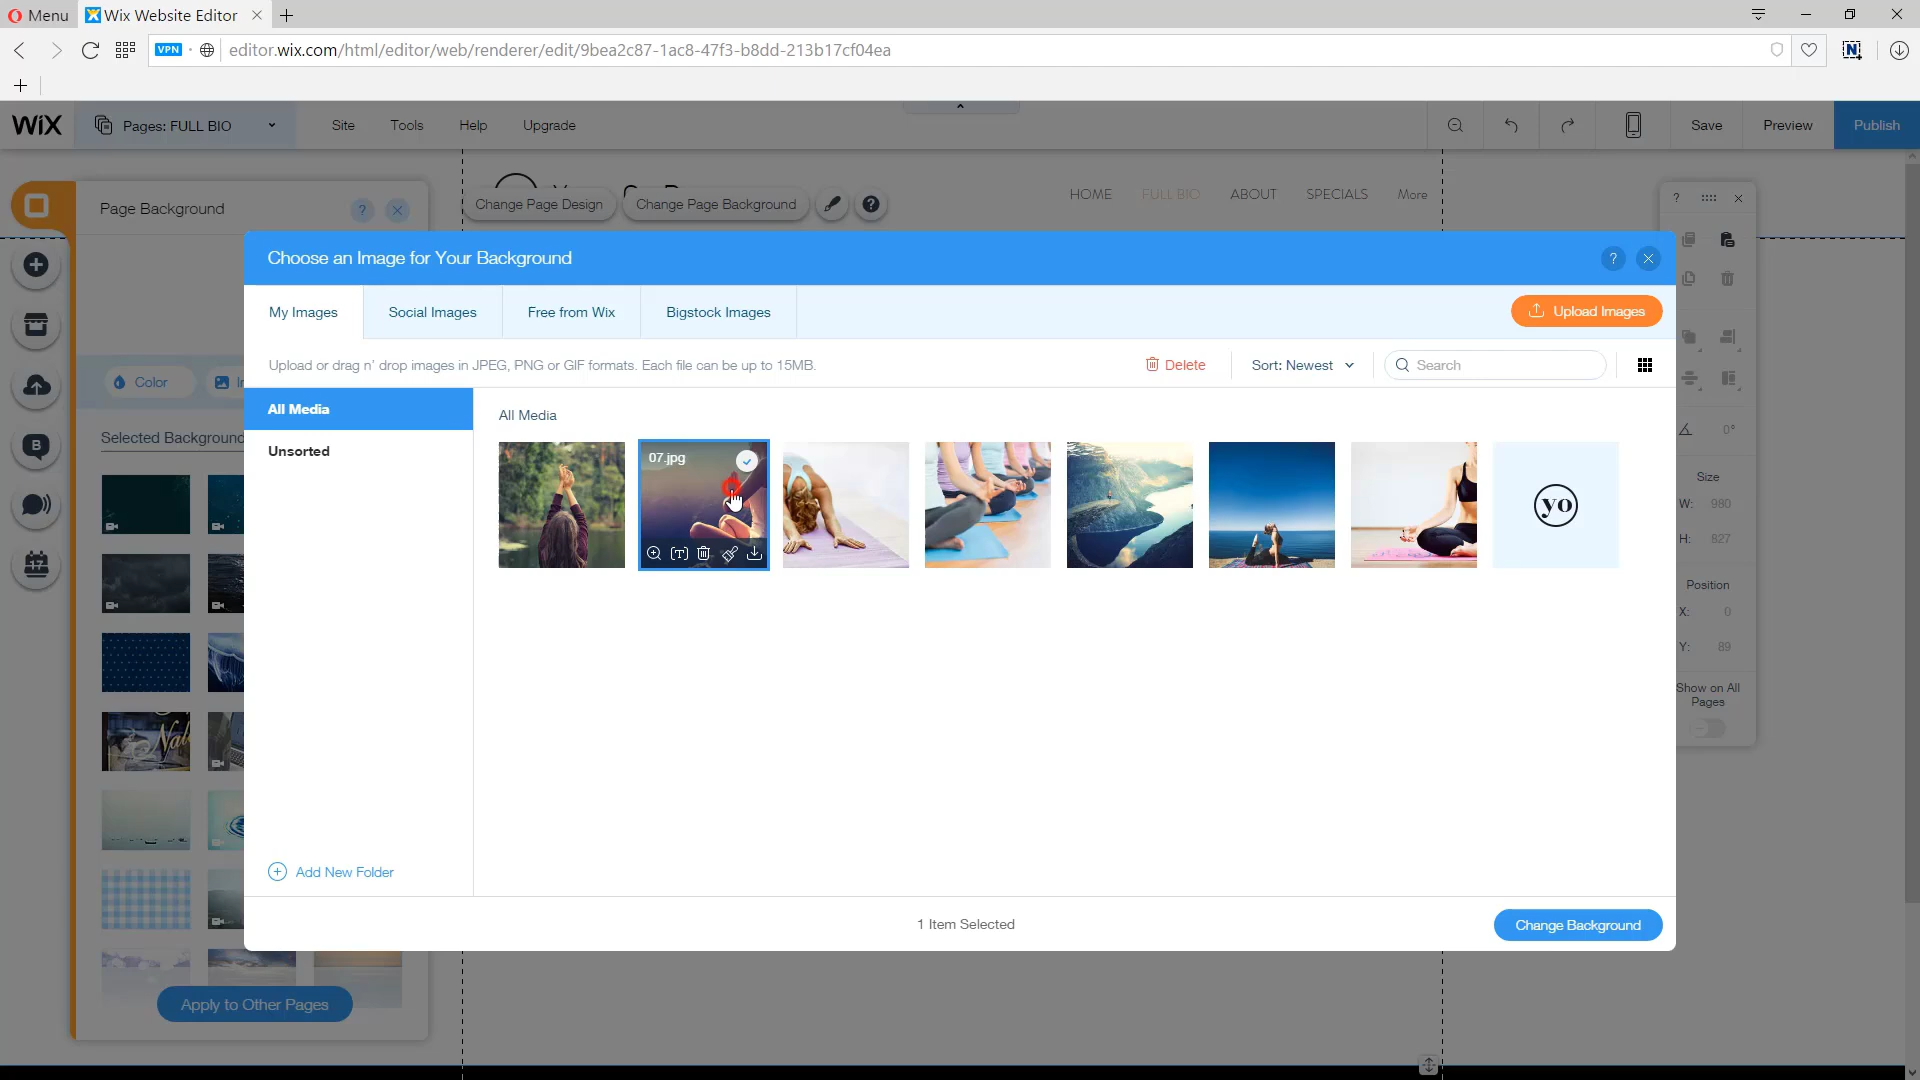 Menu
Wix Website Editor
VPN
editor.wix.com/html/editor/web/renderer/edit/9bea2c87-1ac8-47f3-b8dd-213b17cf04ea
WiX
Pages: FULL BIO
Site
Tools
Help
Upgrade
Save
Preview
Publish
Page Background
?
Change Page Design
Change Page Background
?
HOME
FULL BIO
ABOUT
SPECIALS
More
?
Choose an Image for Your Background
?
My Images
Social Images
Free from Wix
Bigstock Images
Upload Images
Upload or drag n' drop images in JPEG, PNG or GIF formats. Each file can be up to 15MB.
Delete
Sort: Newest
Search
Color
All Media
Unsorted
All Media
07.jpg
yo
Selected Background
B
17
0°
Size
W: 980
H: 827
Position
X: 0
Y: 89
Show on All
Pages
Add New Folder
1 Item Selected
Change Background
Apply to Other Pages